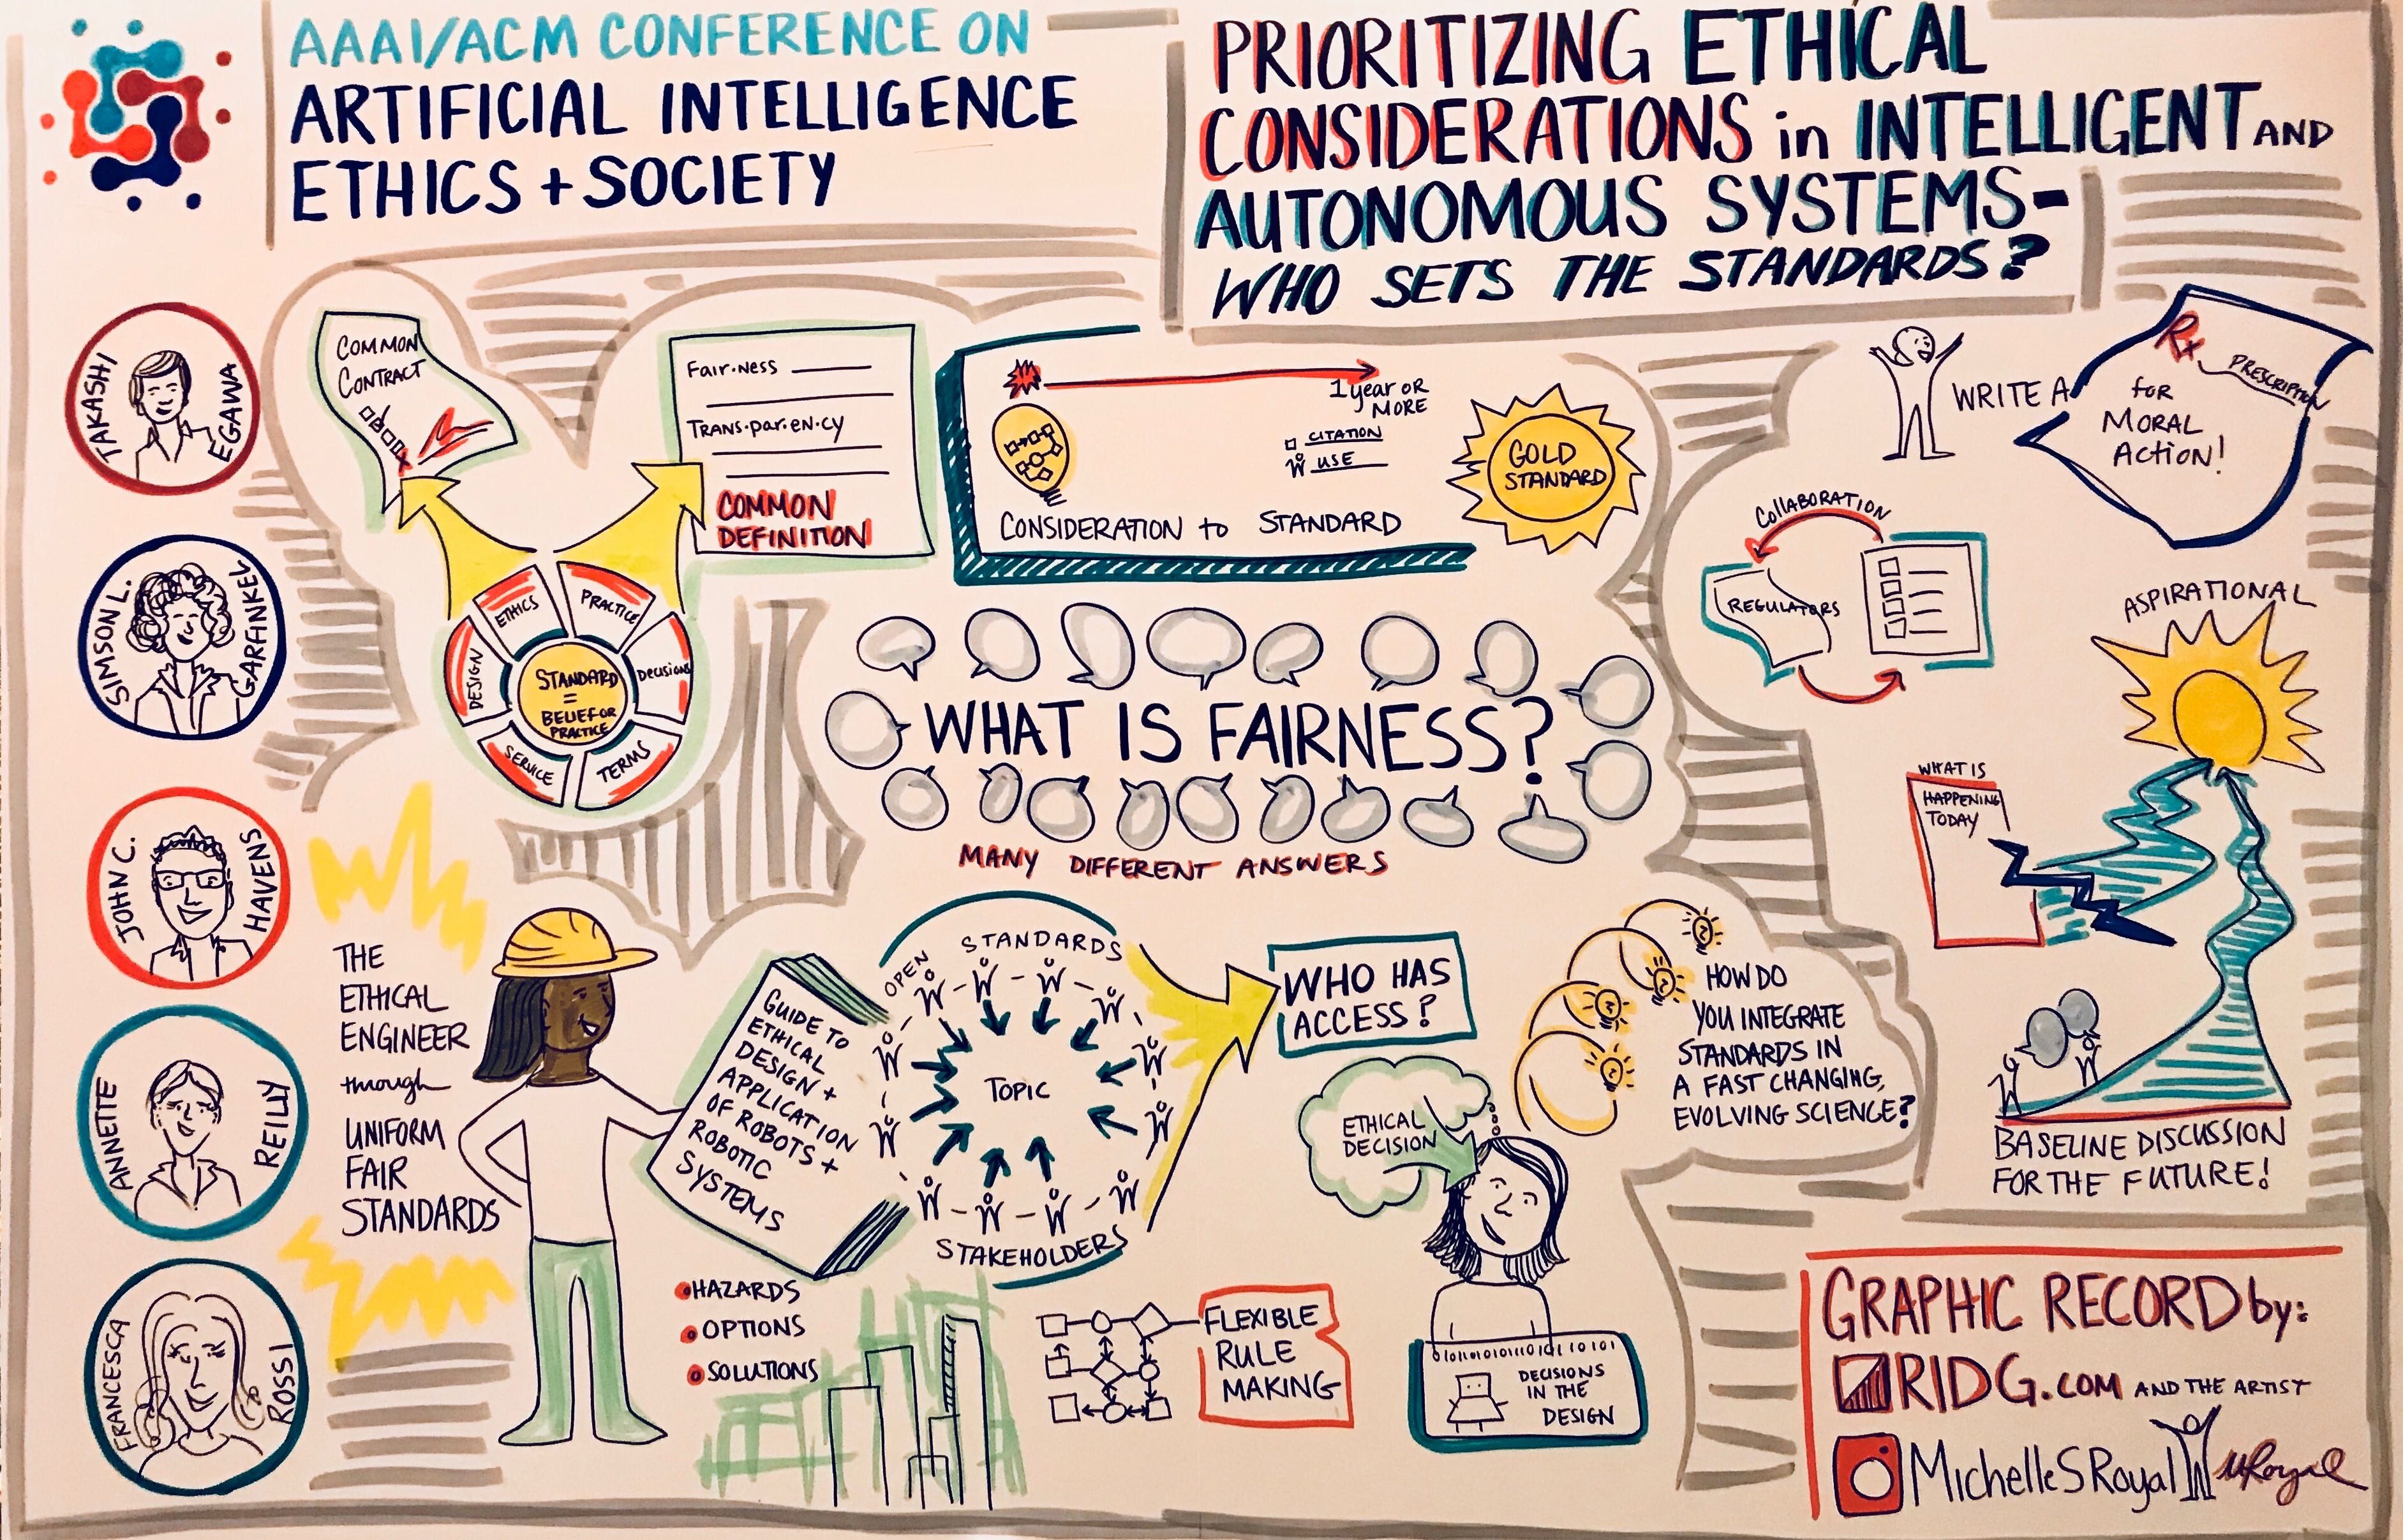 AAAI/ACM CONFERENCE ON
ARTIFICIAL INTELLIGENCE
ETHICS + SOCIETY
PRIORITIZING ETHICAL
CONSIDERATIONS in INTELLIGENT AND
AUTONOMOUS SYSTEMS-
WHO SETS THE STANDARDS?
TAKASHI
EGAWA
SIMSON L.
GARFINKEL
JOHN C.
HAVENS
ANNETTE
REILLY
FRANCESCA
ROSSI
COMMON
CONTRACT
Fair·ness
Trans·par·en·cy
COMMON
DEFINITION
ETHICS
PRACTICE
DECISIONS
TERMS
SERVICE
DESIGN
STANDARD
=
BELIEF OR
PRACTICE
1 year OR
MORE
CITATION
USE
CONSIDERATION to STANDARD
GOLD
STANDARD
WHAT IS FAIRNESS?
MANY DIFFERENT ANSWERS
WRITE A
Rx PRESCRIPTION
for
MORAL
Action!
COllABORATION
REGULATORS
ASPIRATIONAL
WHAT IS
HAPPENING
TODAY
BASELINE DISCUSSION
FOR THE FUTURE!
THE
ETHICAL
ENGINEER
through
UNIFORM
FAIR
STANDARDS
GUIDE TO
ETHICAL
DESIGN +
APPLICATION
OF ROBOTS +
ROBOTIC
SYSTEMS
HAZARDS
OPTIONS
SOLUTIONS
OPEN STANDARDS
TOPIC
STAKEHOLDERS
WHO HAS
ACCESS?
HOW DO
YOU INTEGRATE
STANDARDS IN
A FAST CHANGING,
EVOLVING SCIENCE?
ETHICAL
DECISION
FLEXIBLE
RULE
MAKING
DECISIONS
IN THE
DESIGN
GRAPHIC RECORD by:
RIDG.COM AND THE ARTIST
MichelleSRoyal
MRoyal